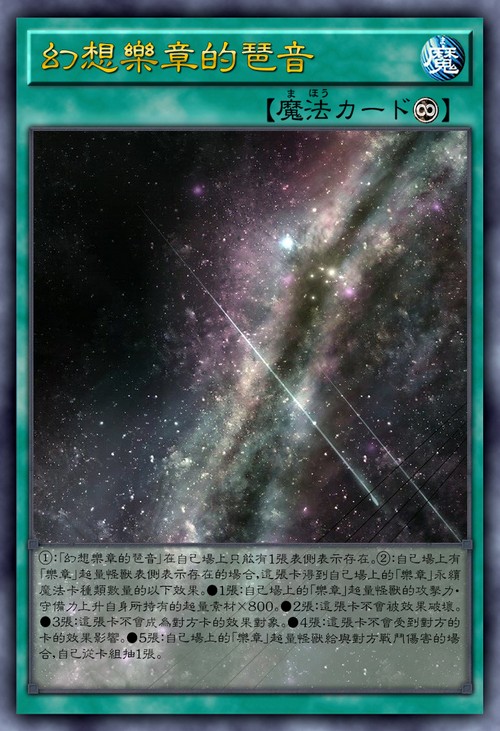 幻想樂章的琶音
魔
ま ほう
【魔法カード】
①:「幻想樂章的琶音」在自己場上只能有1張表側表示存在。②:自己場上有
「樂章」超量怪獸表側表示存在的場合,這張卡得到自己場上的「樂章」永續
魔法卡種類數量的以下效果。●1張:自己場上的「樂章」超量怪獸的攻擊力・
守備力上升自身所持有的超量素材×800。●2張:這張卡不會被效果破壞。
●3張:這張卡不會成為對方卡的效果對象。●4張:這張卡不會受到對方的
卡的效果影響。●5張:自己場上的「樂章」超量怪獸給與對方戰鬥傷害的場
合,自己從卡組抽1張。